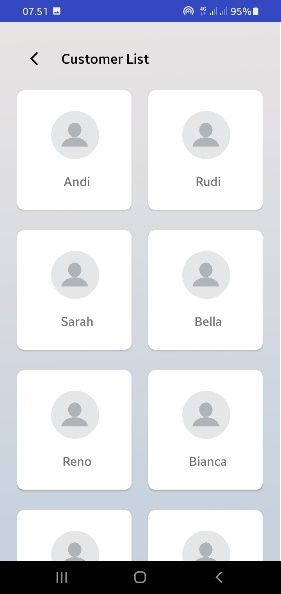 07.51 95%
Customer List
Andi Rudi
Sarah Bella
Reno Bianca